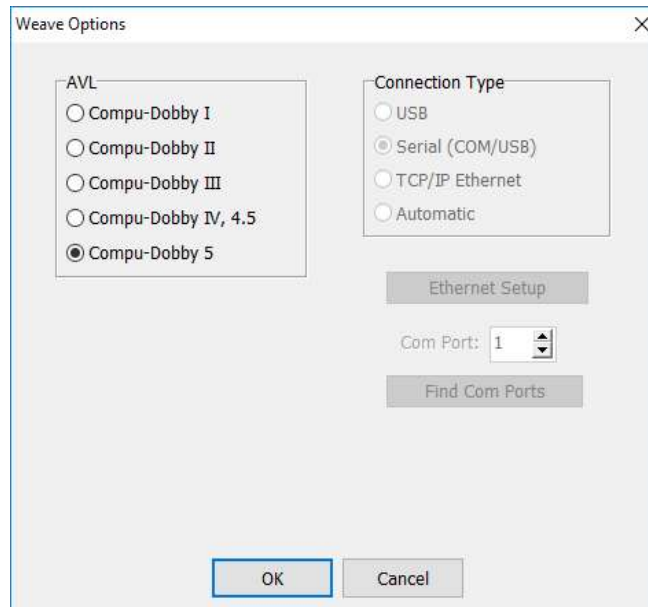 Weave Options
AVL
Compu-Dobby I
Compu-Dobby II
Compu-Dobby III
Compu-Dobby IV, 4.5
Compu-Dobby 5
Connection Type
USB
Serial (COM/USB)
TCP/IP Ethernet
Automatic
Ethernet Setup
Com Port: 1
Find Com Ports
OK
Cancel